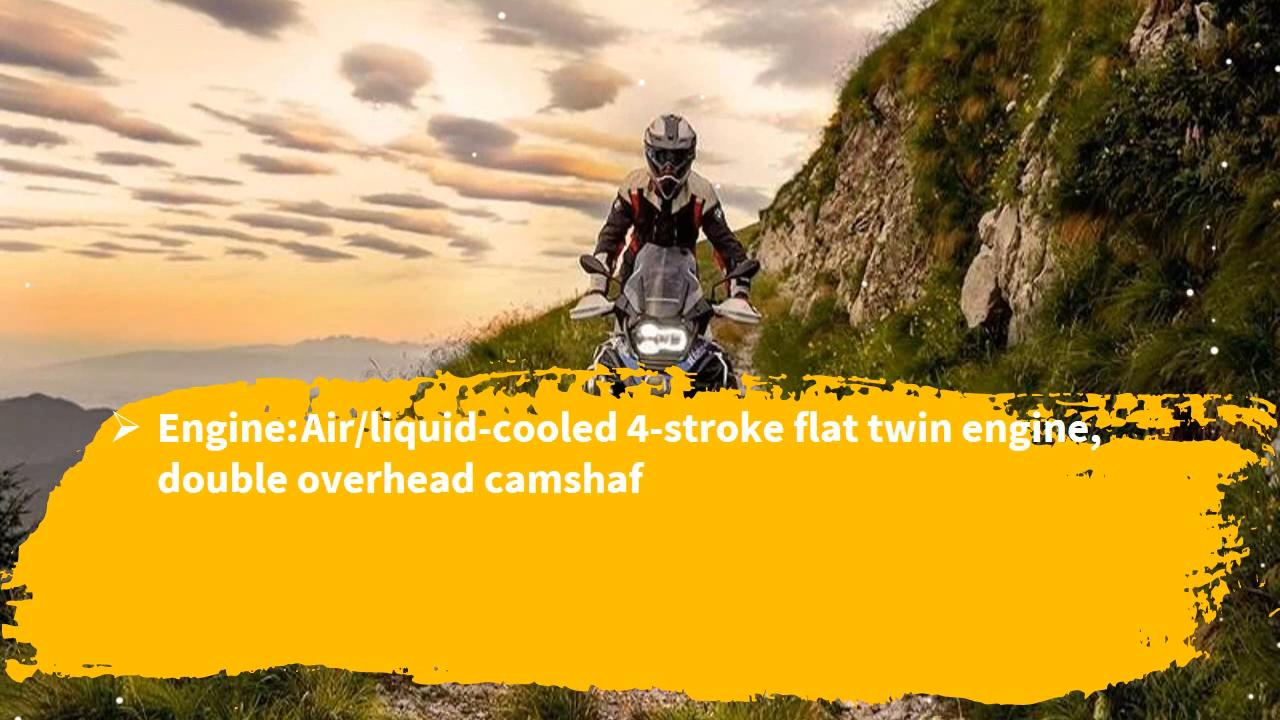 ➢ Engine:Air/liquid-cooled 4-stroke flat twin engine,
double overhead camshaf